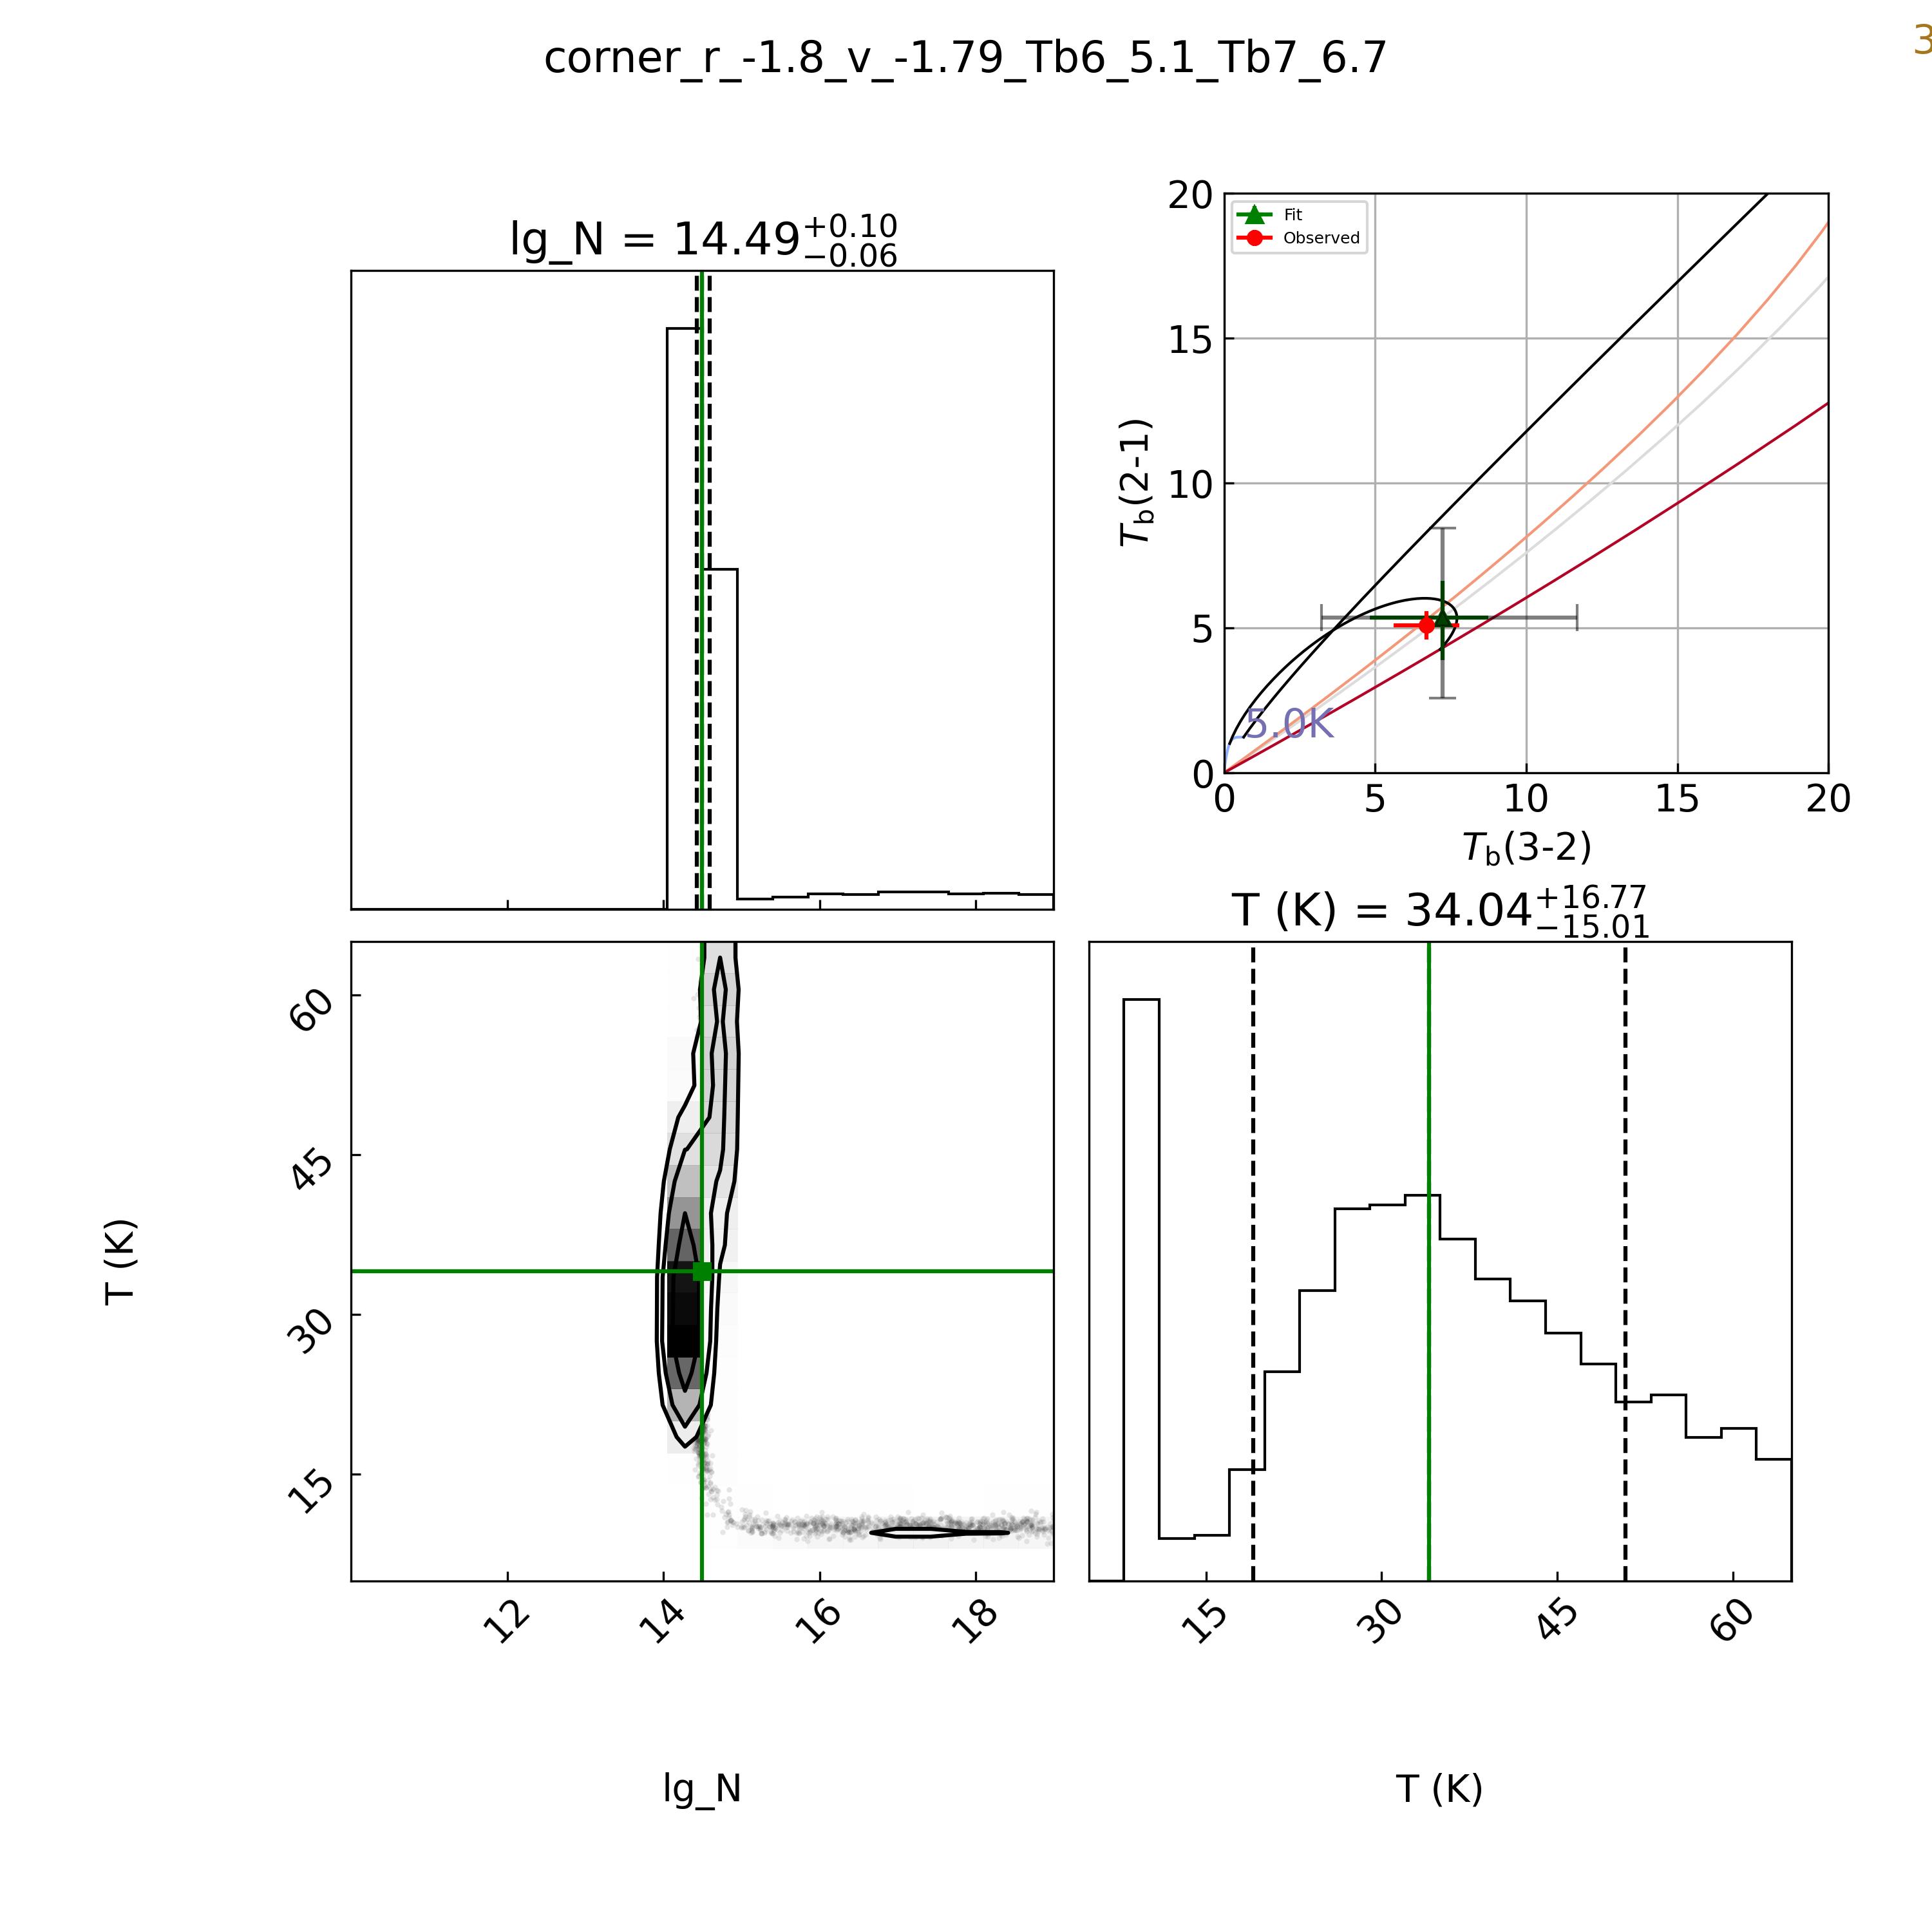 3
corner_r_-1.8_v_-1.79_Tb6_5.1_Tb7_6.7
lg_N = 14.49+0.10−0.06
20
15
10
5
0
Tb(2-1)
Fit
Observed
5.0K
0 5 10 15 20
Tb(3-2)
T (K) = 34.04+16.77−15.01
60
45
30
15
T (K)
12 14 16 18
lg_N
15 30 45 60
T (K)